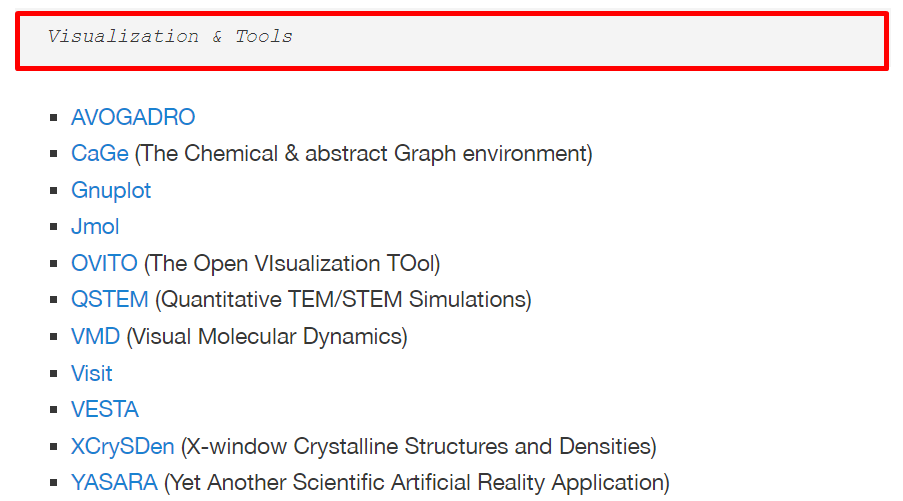 Visualization & Tools
AVOGADRO
CaGe (The Chemical & abstract Graph environment)
Gnuplot
Jmol
OVITO (The Open VIsualization TOol)
QSTEM (Quantitative TEM/STEM Simulations)
VMD (Visual Molecular Dynamics)
Visit
VESTA
XCrySDen (X-window Crystalline Structures and Densities)
YASARA (Yet Another Scientific Artificial Reality Application)